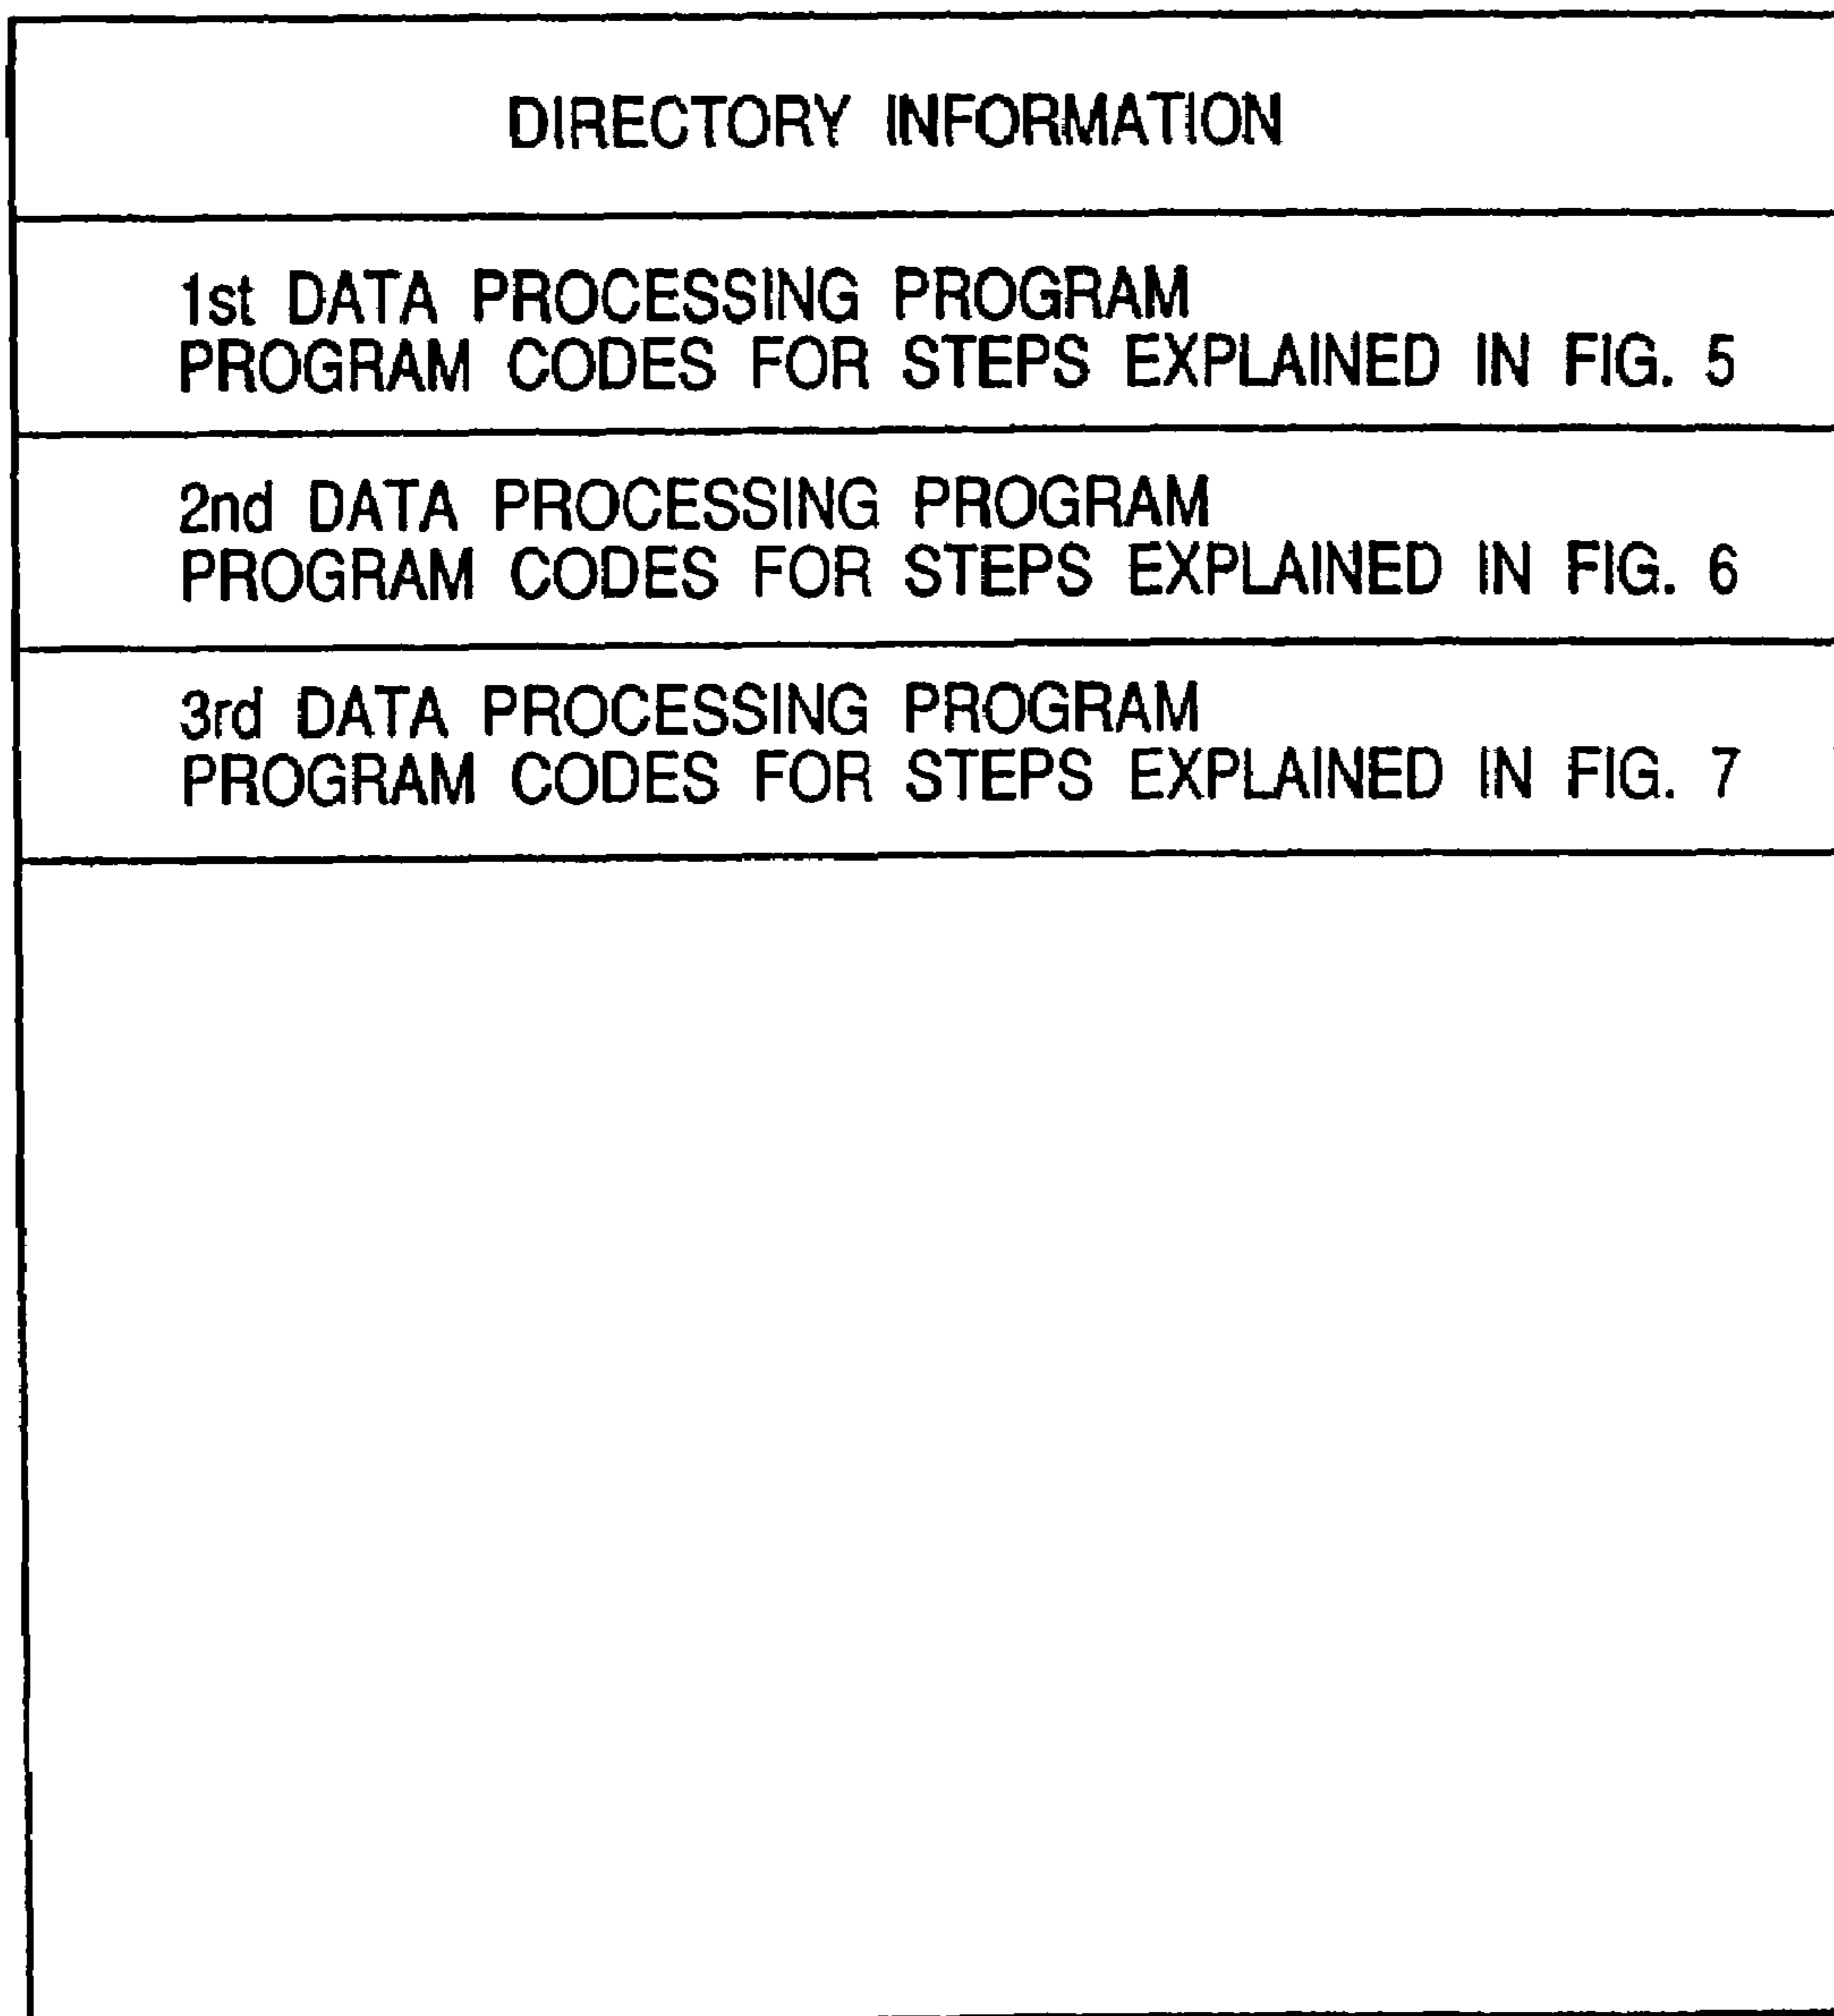 DIRECTORY INFORMATION
1st DATA PROCESSING PROGRAM
PROGRAM CODES FOR STEPS EXPLAINED IN FIG. 5
2nd DATA PROCESSING PROGRAM
PROGRAM CODES FOR STEPS EXPLAINED IN FIG. 6
3rd DATA PROCESSING PROGRAM
PROGRAM CODES FOR STEPS EXPLAINED IN FIG. 7